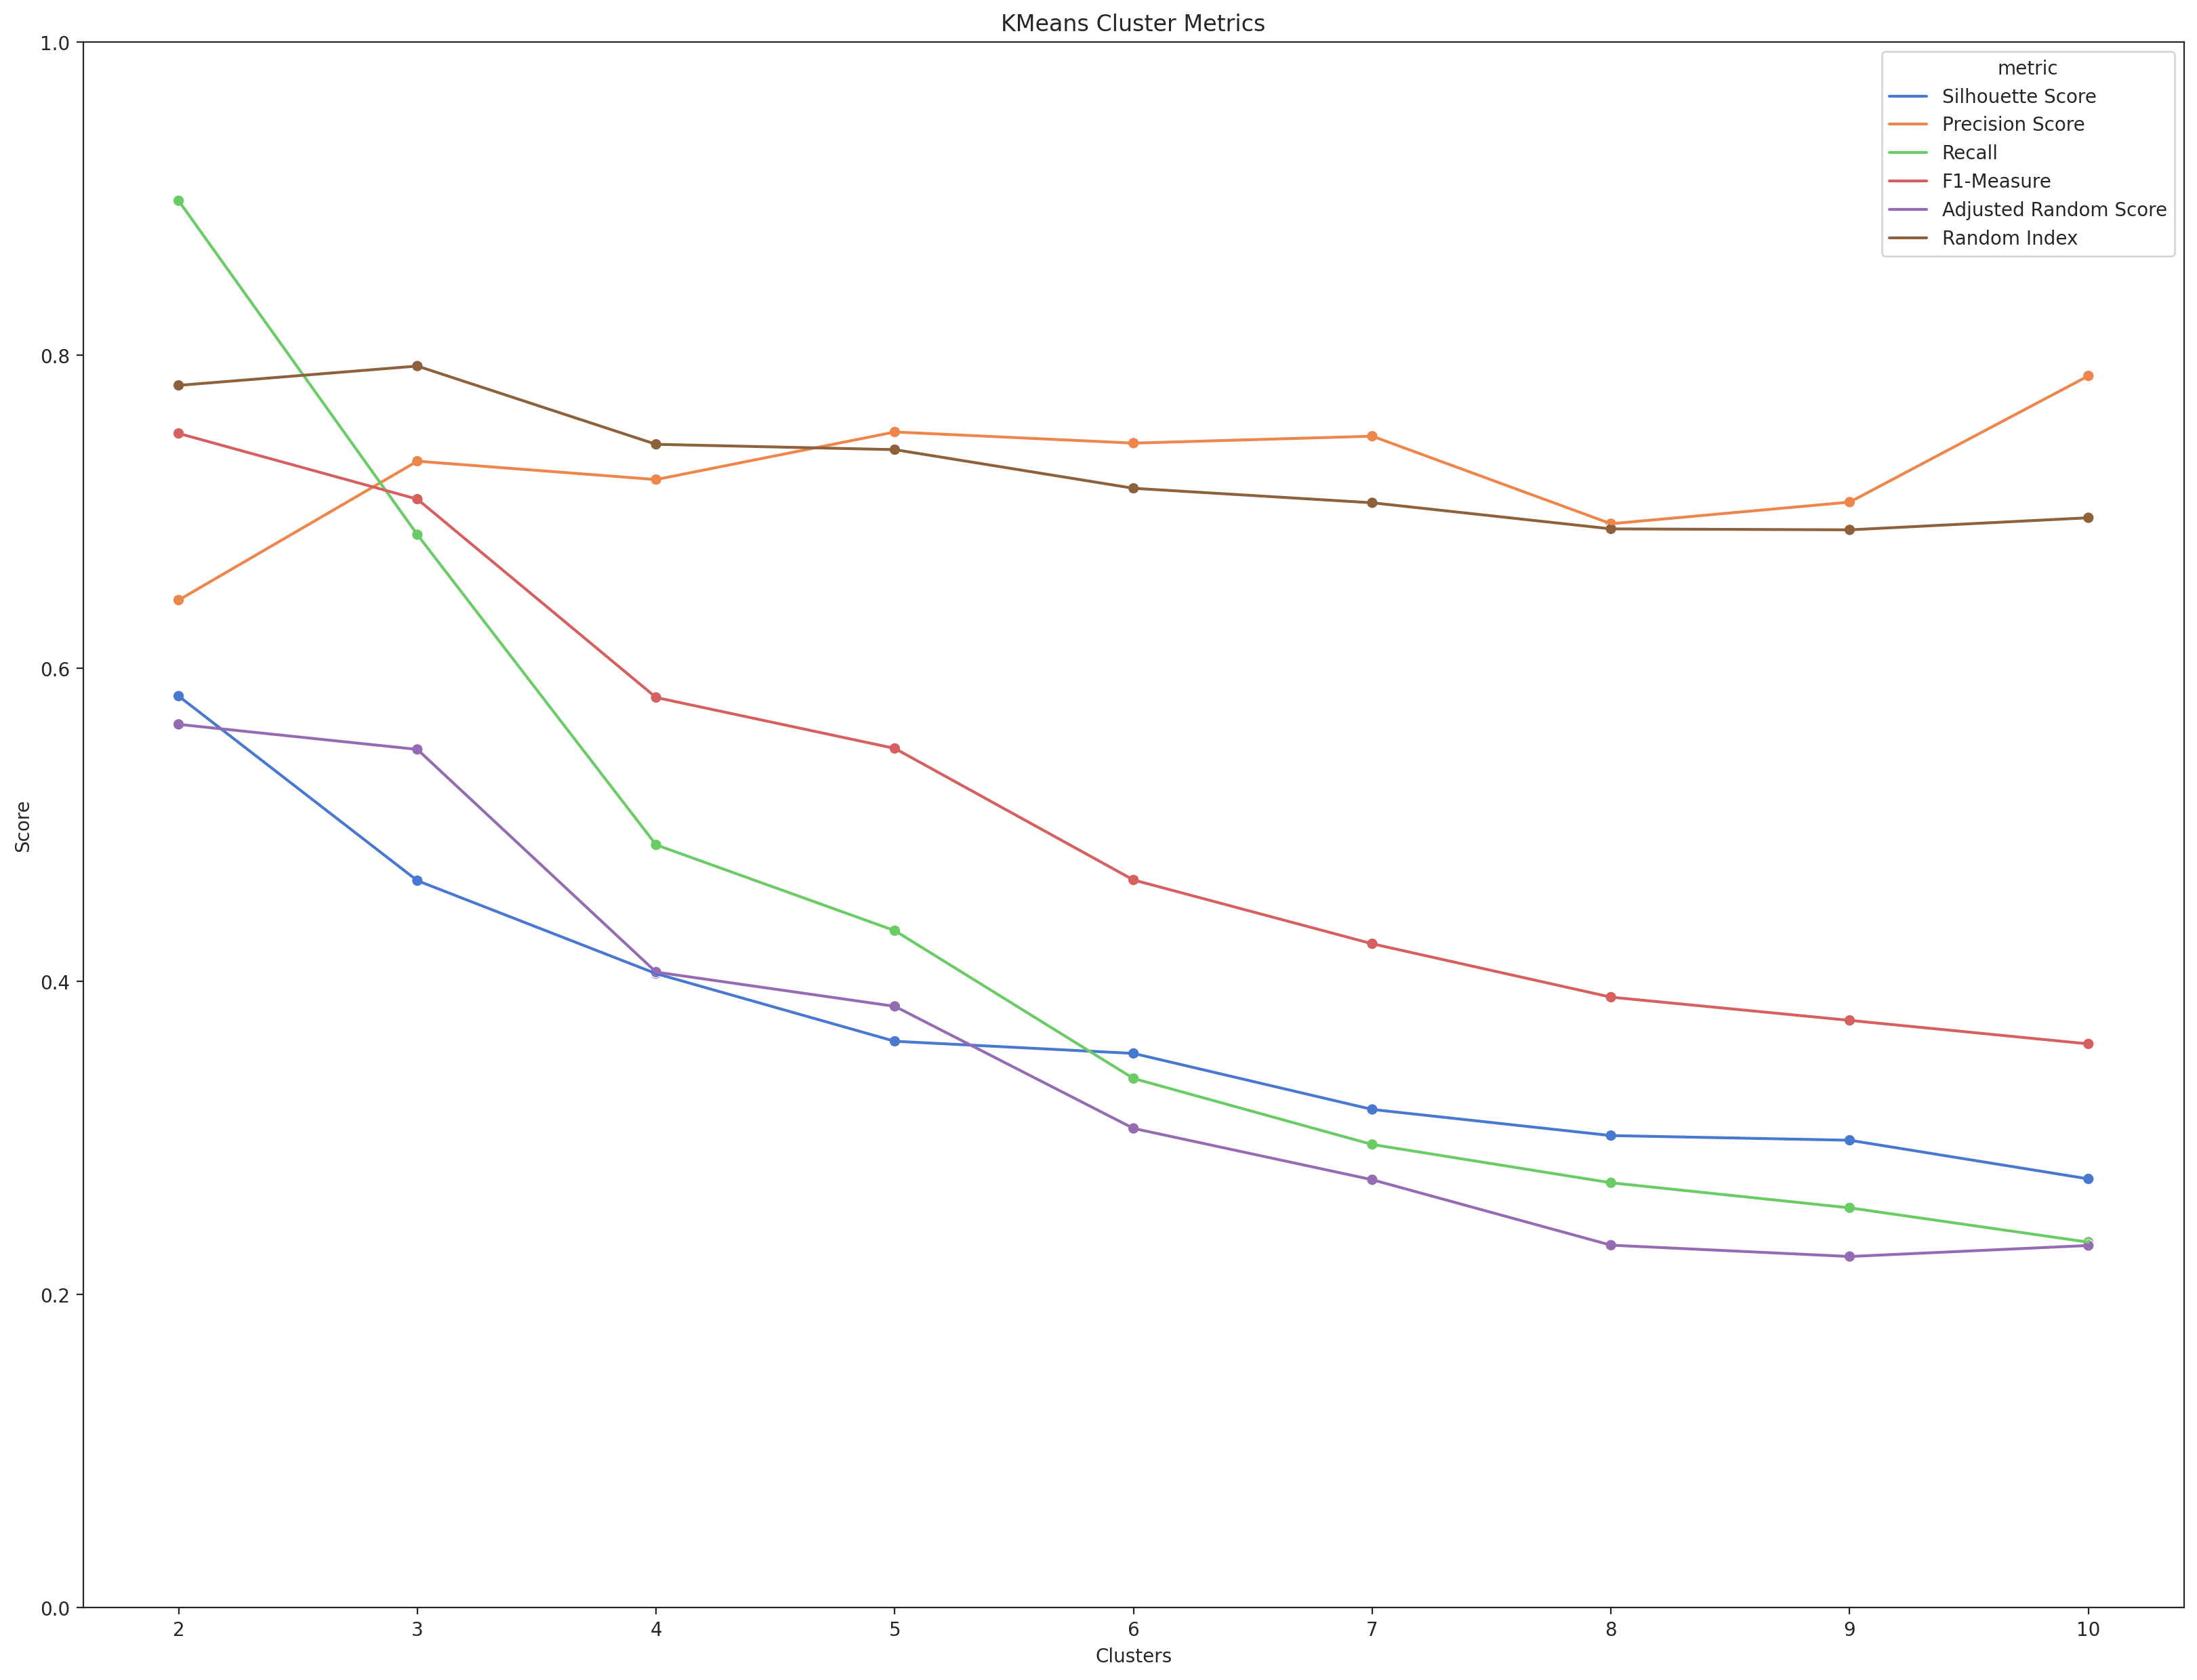 KMeans Cluster Metrics
1.0
0.8
0.6
0.4
0.2
0.0
Score
metric
Silhouette Score
Precision Score
Recall
F1-Measure
Adjusted Random Score
Random Index
2 3 4 5 6 7 8 9 10
Clusters